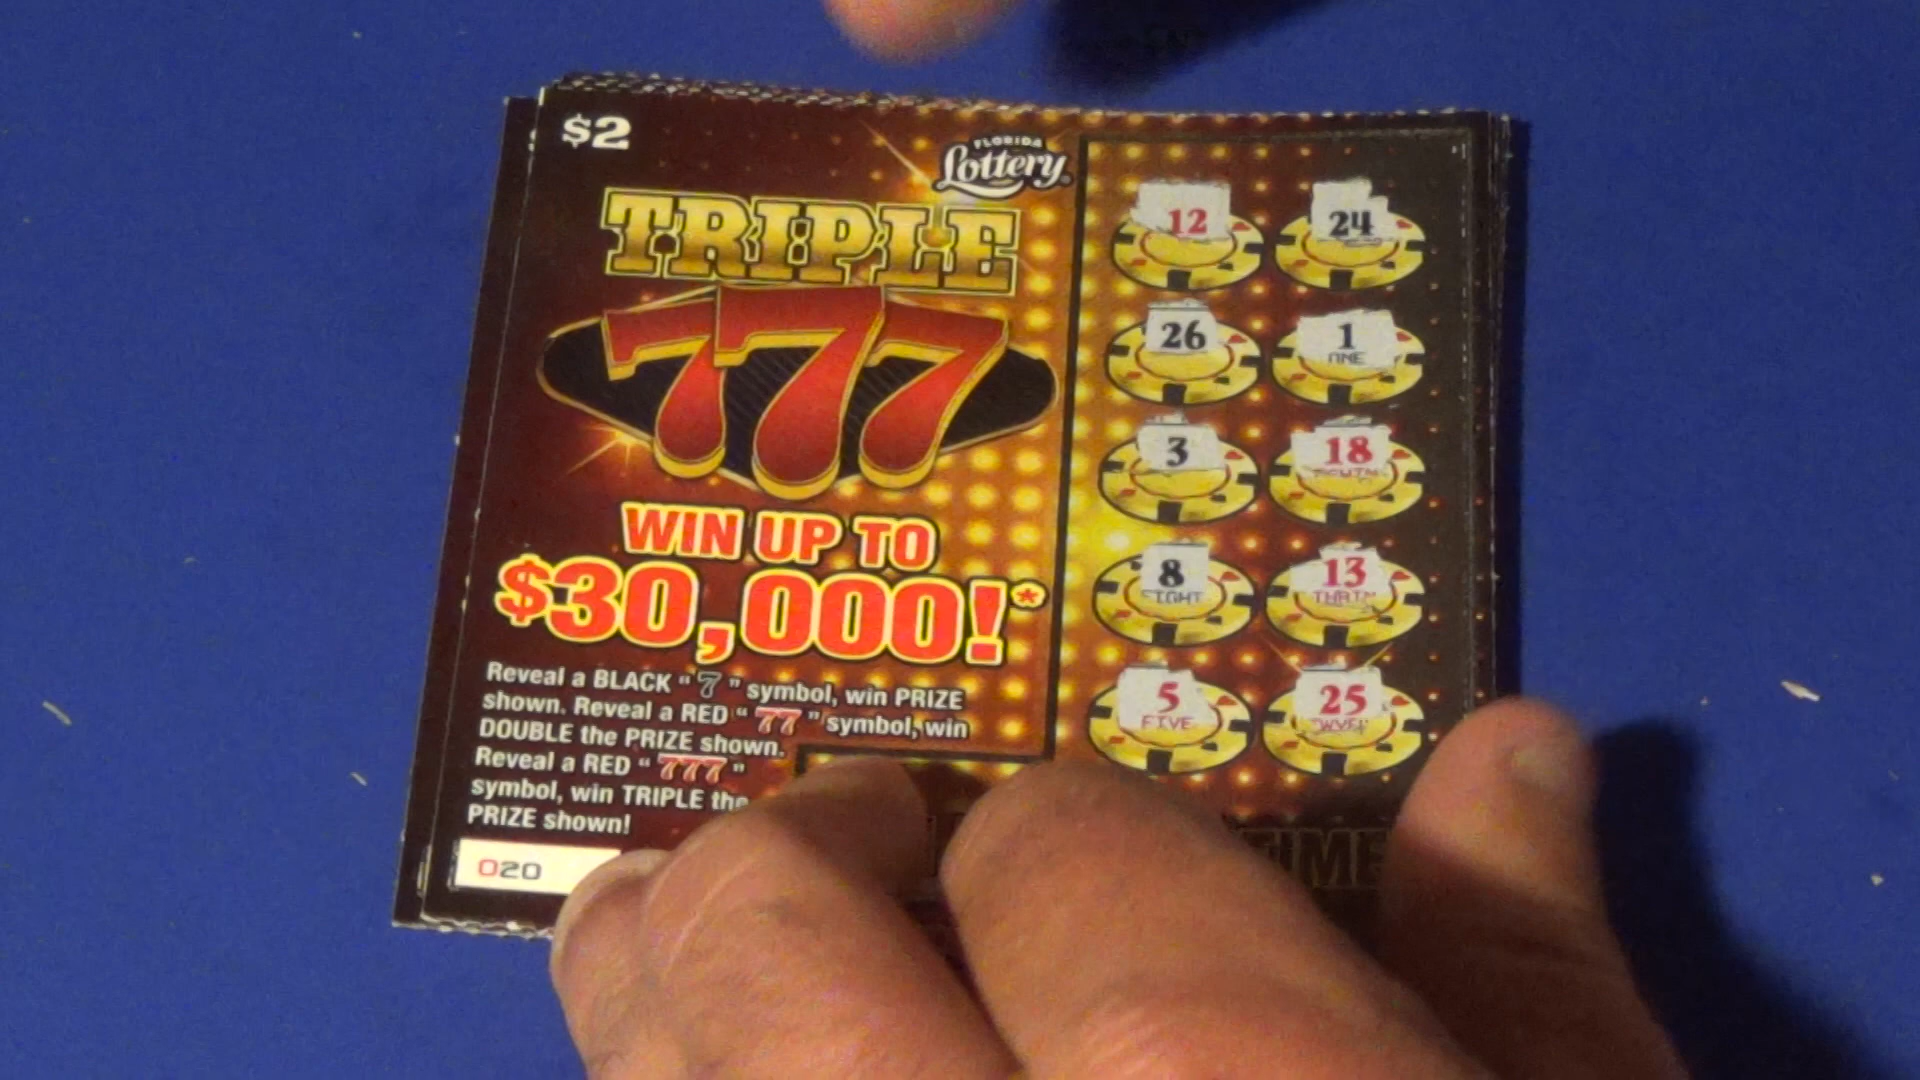 $2
FLORIDA
Lottery
TRIPLE
777
WIN UP TO
$30,000!*
Reveal a BLACK "7" symbol, win PRIZE
shown. Reveal a RED "77" symbol, win
DOUBLE the PRIZE shown.
Reveal a RED "777"
symbol, win TRIPLE the
PRIZE shown!
020
12 24
26 1
ONE
3 18
8 13
EIGHT
5 25
FIVE